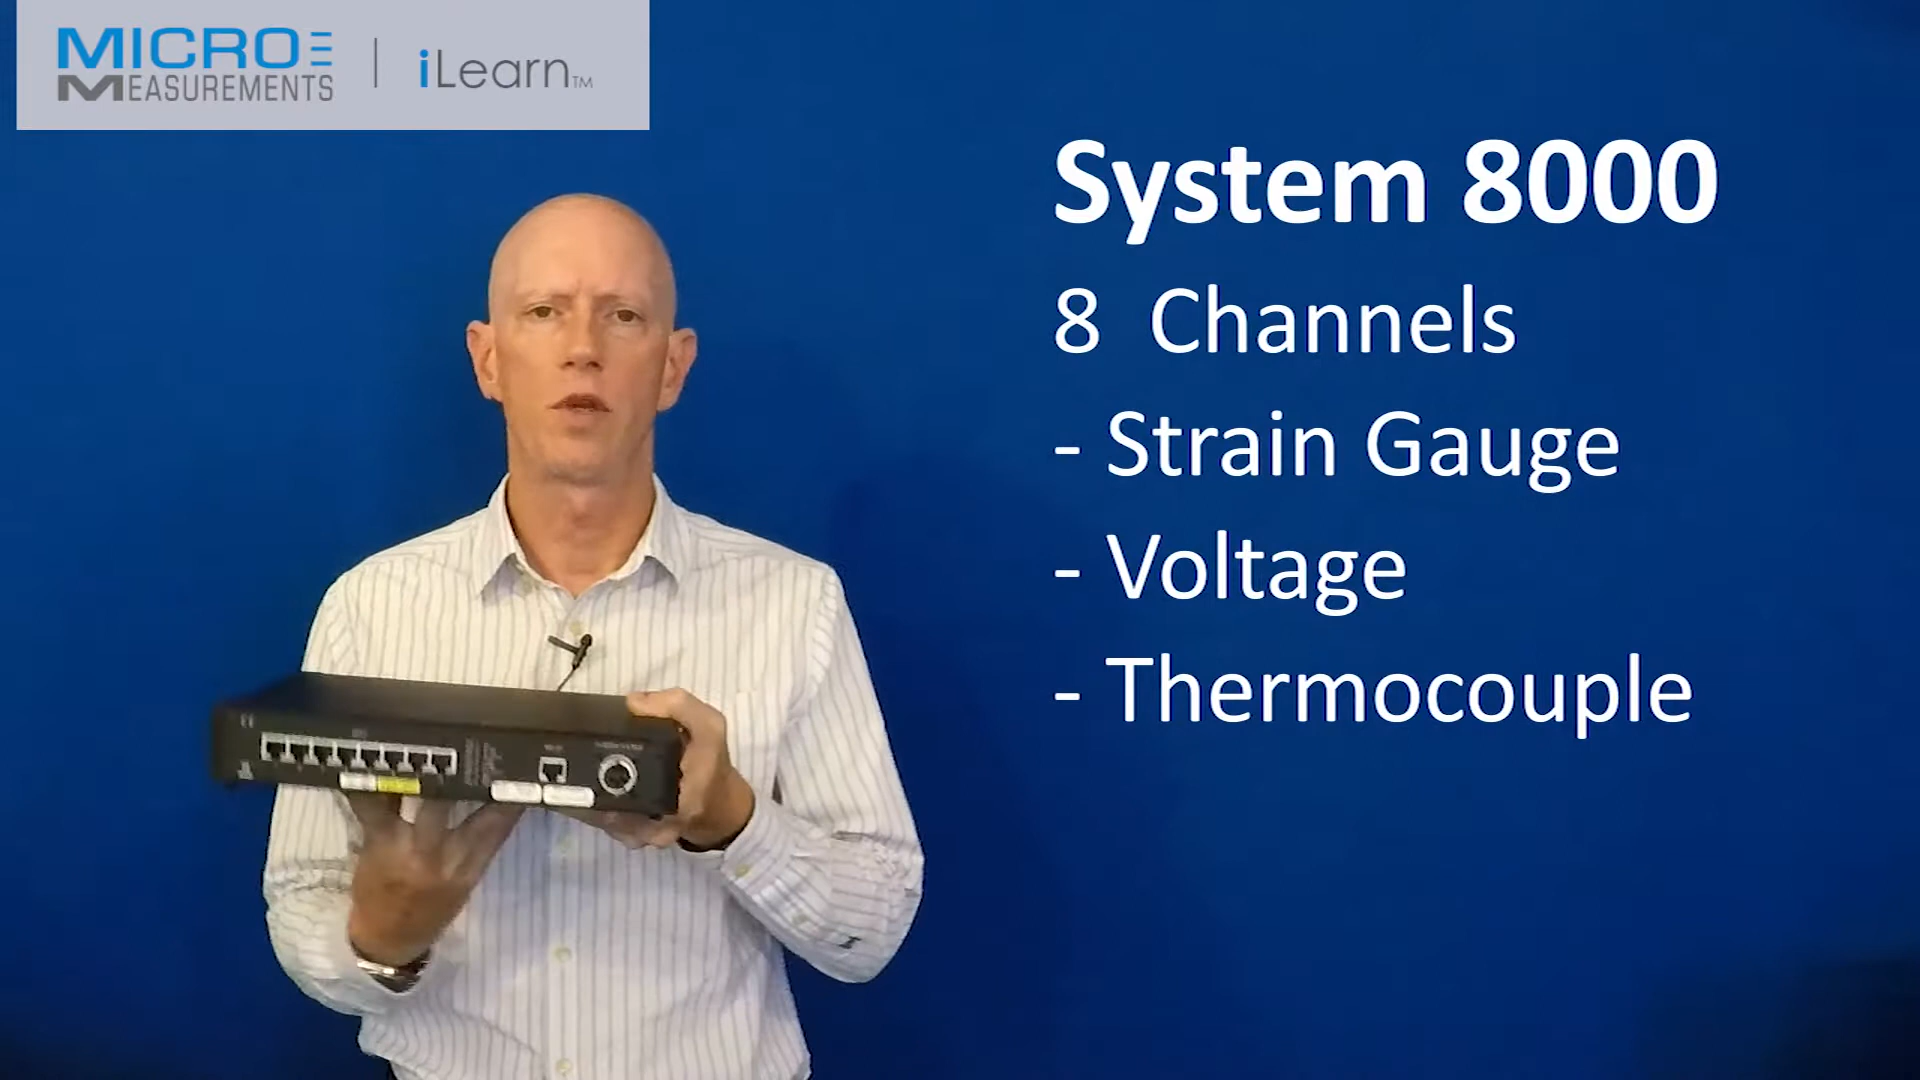 MICRO
MEASUREMENTS
iLearn™
System 8000
8 Channels
- Strain Gauge
- Voltage
- Thermocouple